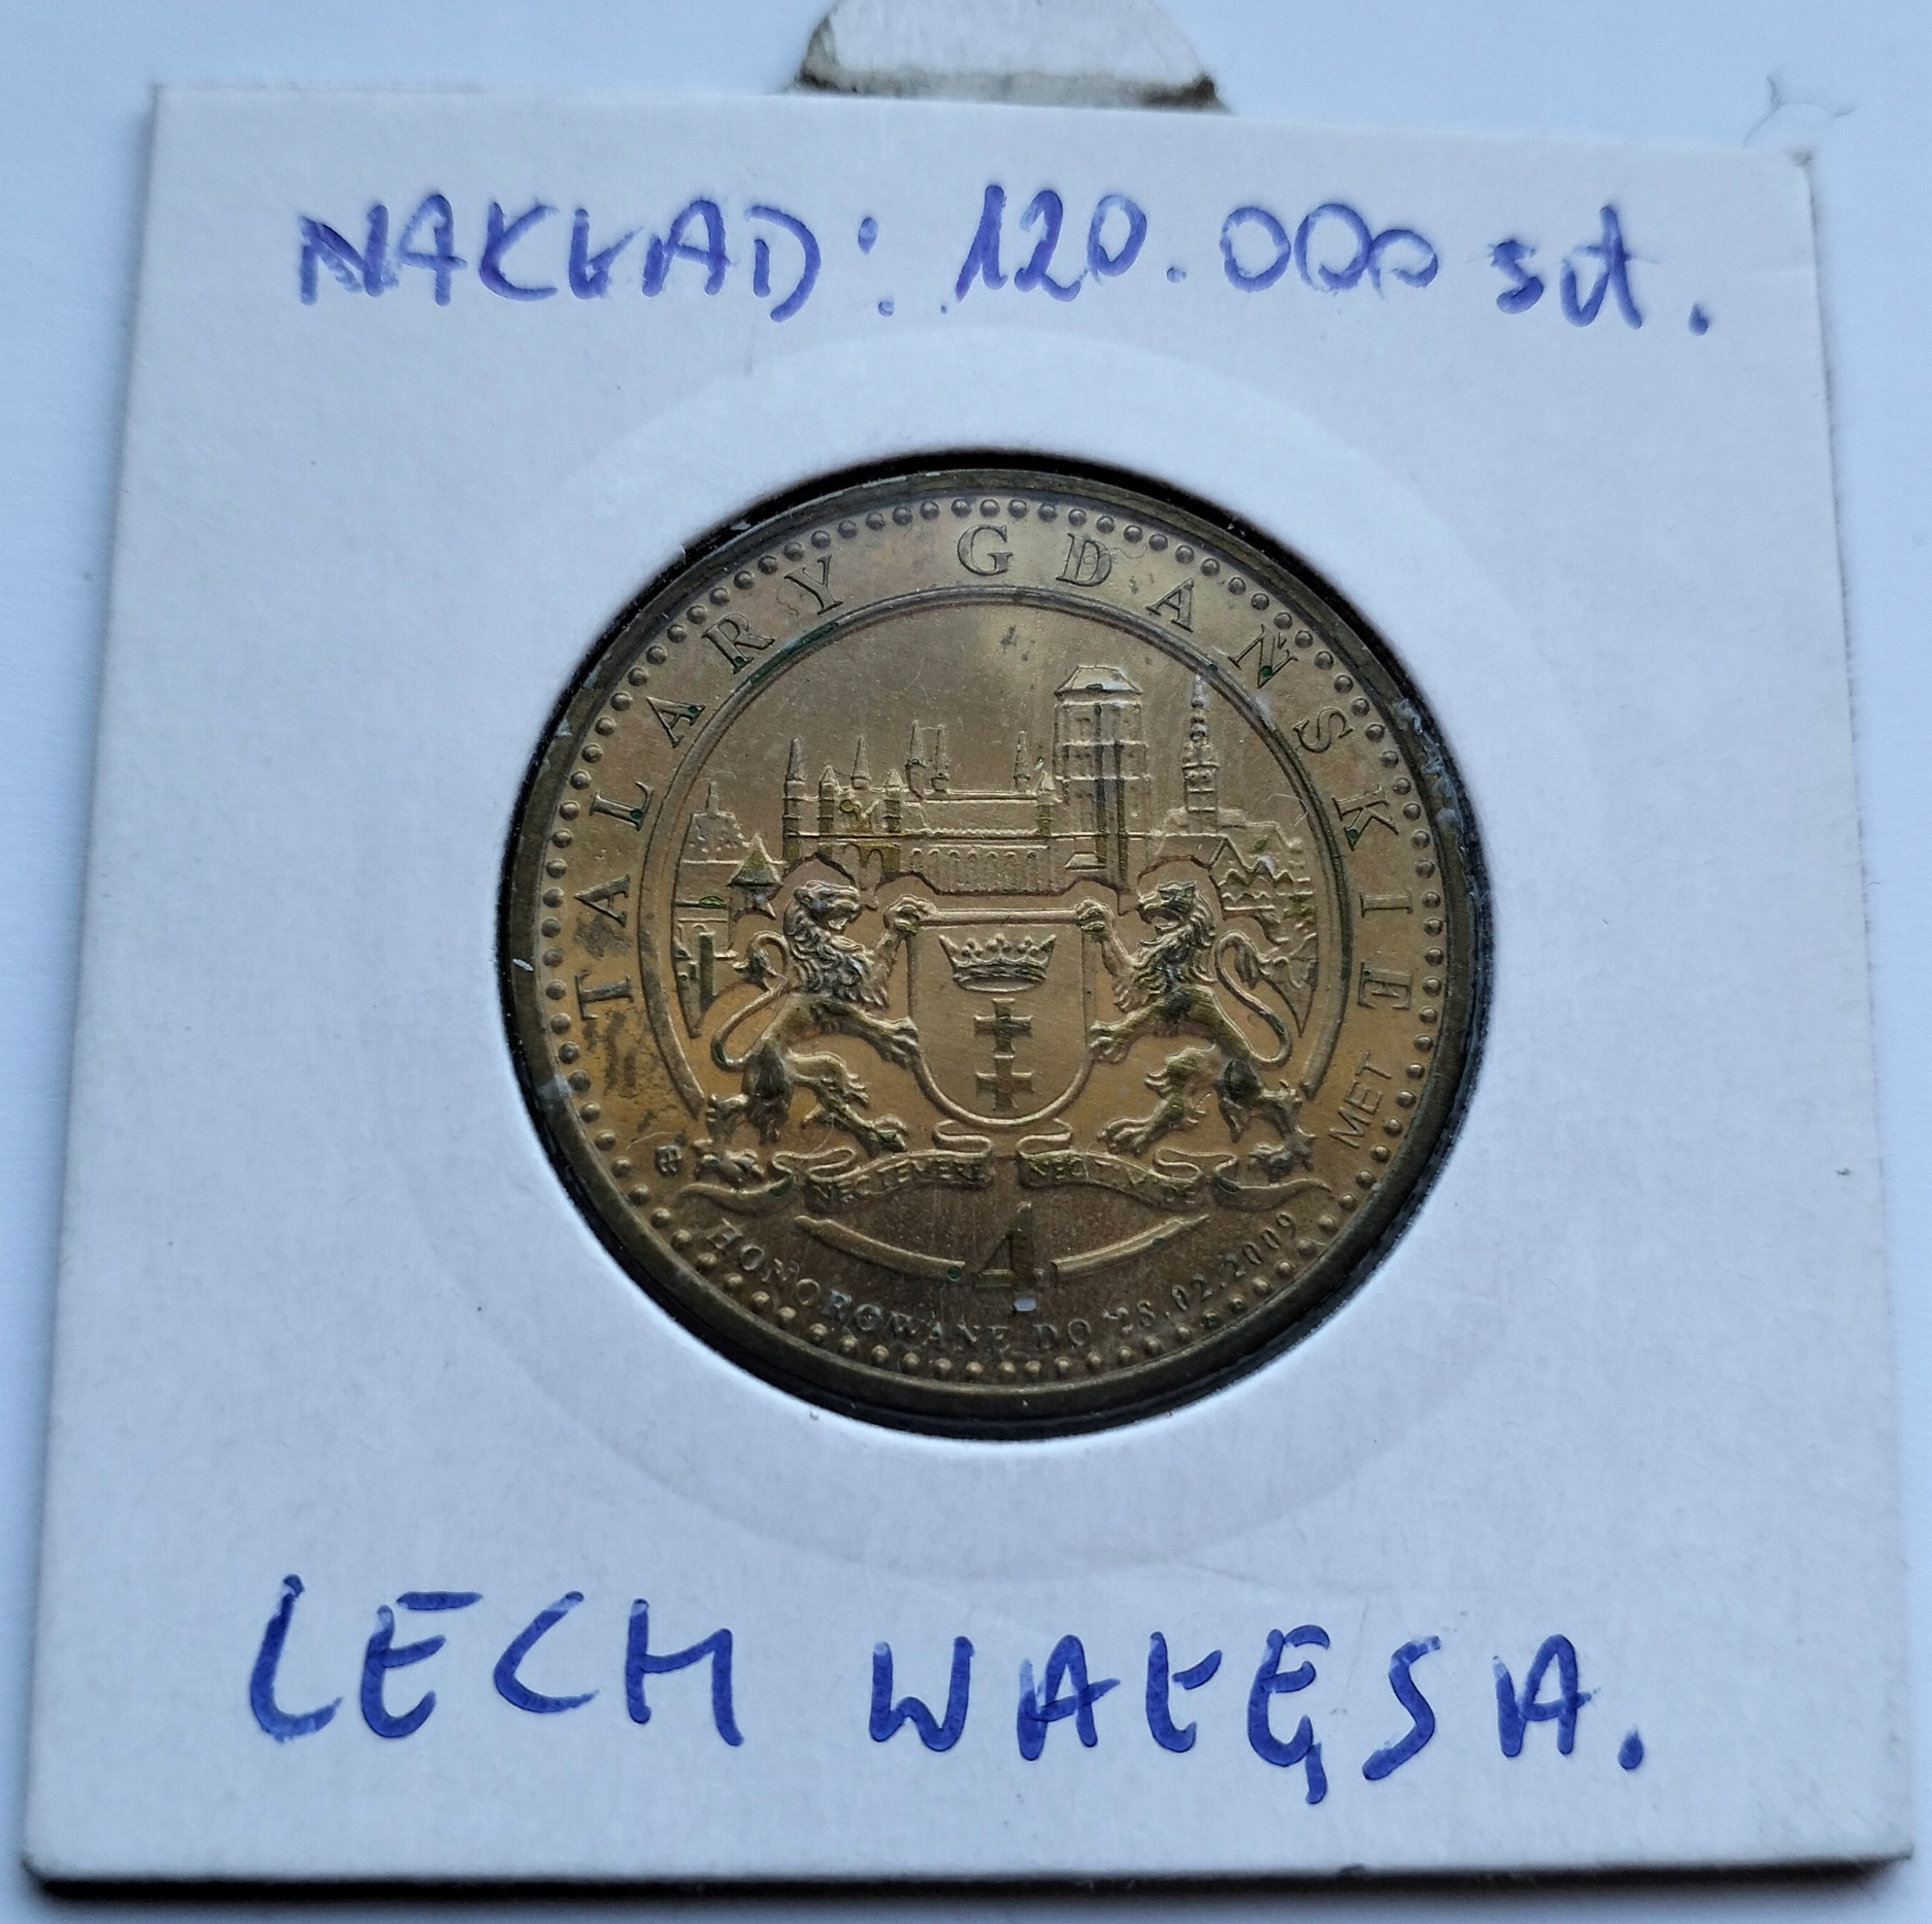 NAKŁAD: 120.000 szt.
TALARY GDAŃSKIE
MET
NEC TEMERE NEC TIMIDE
4
HONOROWANE DO 28.02.2009
LECH WAŁĘSA.